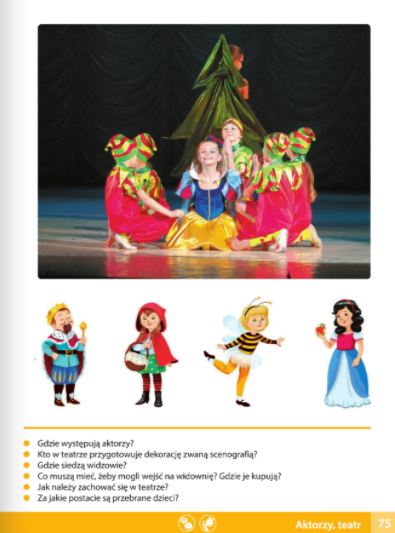 Gdzie występują aktorzy?
Kto w teatrze przygotowuje dekorację zwaną scenografią?
Gdzie siedzą widzowie?
Co muszą mieć, żeby mogli wejść na widownię? Gdzie je kupują?
Jak należy zachować się w teatrze?
Za jakie postacie są przebrane dzieci?
Aktorzy, teatr 75